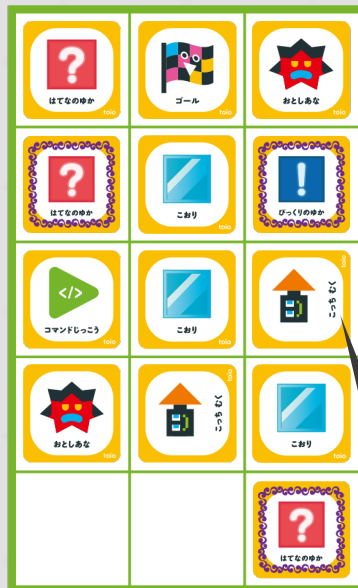 ?
はてなのゆか
toio
ゴール
toio
おとしあな
toio
?
はてなのゆか
toio
こおり
toio
!
びっくりのゆか
toio
</>
コマンドじっこう
toio
こおり
toio
こっち むく
toio
おとしあな
toio
こっち むく
toio
こおり
toio
?
はてなのゆか
toio